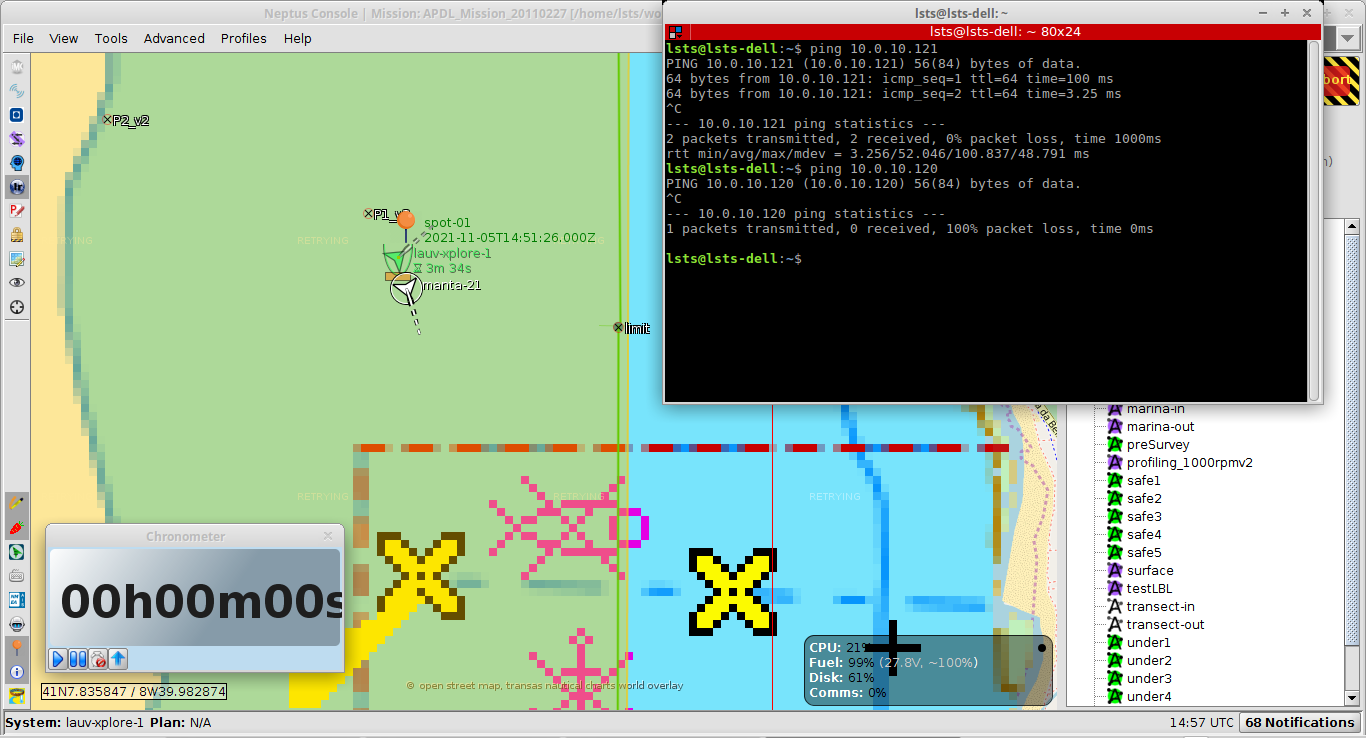 Neptus Console | Mission: APDL_Mission_20110227 [/home/lsts/wo
File View Tools Advanced Profiles Help
lsts@lsts-dell: ~
lsts@lsts-dell: ~ 80x24
lsts@lsts-dell:~$ ping 10.0.10.121
PING 10.0.10.121 (10.0.10.121) 56(84) bytes of data.
64 bytes from 10.0.10.121: icmp_seq=1 ttl=64 time=100 ms
64 bytes from 10.0.10.121: icmp_seq=2 ttl=64 time=3.25 ms
^C
--- 10.0.10.121 ping statistics ---
2 packets transmitted, 2 received, 0% packet loss, time 1000ms
rtt min/avg/max/mdev = 3.256/52.046/100.837/48.791 ms
lsts@lsts-dell:~$ ping 10.0.10.120
PING 10.0.10.120 (10.0.10.120) 56(84) bytes of data.
^C
--- 10.0.10.120 ping statistics ---
1 packets transmitted, 0 received, 100% packet loss, time 0ms
lsts@lsts-dell:~$
bort
P2_v2
spot-01
2021-11-05T14:51:26.000Z
lauv-xplore-1
3m 34s
manta-21
limit
RETRYING
RETRYING
RETRYING
RETRYING
marina-in
marina-out
preSurvey
profiling_1000rpmv2
safe1
safe2
safe3
safe4
safe5
surface
testLBL
transect-in
transect-out
under1
under2
under3
under4
Chronometer
00h00m00s
41N7.835847 / 8W39.982874
© open street map, transas nautical charts world overlay
CPU: 21%
Fuel: 99% (27.8V, ~100%)
Disk: 61%
Comms: 0%
System: lauv-xplore-1 Plan: N/A
14:57 UTC
68 Notifications